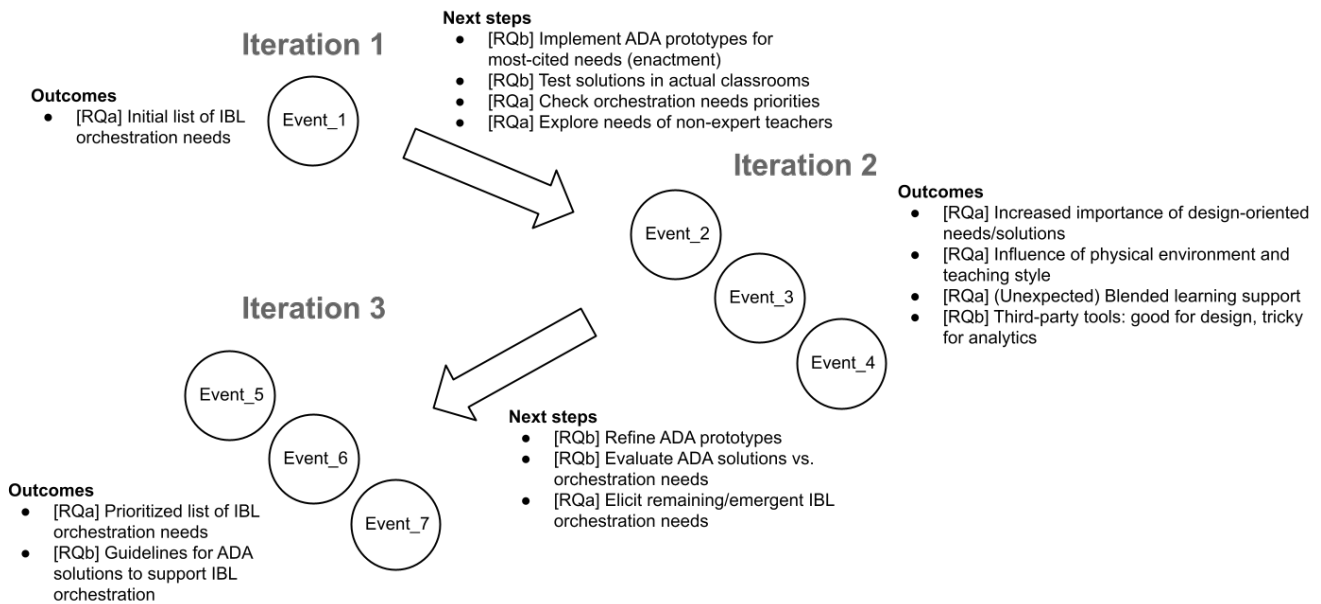 Iteration 1
Outcomes
● [RQa] Initial list of IBL
orchestration needs
Event_1
Next steps
● [RQb] Implement ADA prototypes for
most-cited needs (enactment)
● [RQb] Test solutions in actual classrooms
● [RQa] Check orchestration needs priorities
● [RQa] Explore needs of non-expert teachers
Iteration 2
Event_2
Event_3
Event_4
Outcomes
● [RQa] Increased importance of design-oriented
needs/solutions
● [RQa] Influence of physical environment and
teaching style
● [RQa] (Unexpected) Blended learning support
● [RQb] Third-party tools: good for design, tricky
for analytics
Next steps
● [RQb] Refine ADA prototypes
● [RQb] Evaluate ADA solutions vs.
orchestration needs
● [RQa] Elicit remaining/emergent IBL
orchestration needs
Iteration 3
Event_5
Event_6
Event_7
Outcomes
● [RQa] Prioritized list of IBL
orchestration needs
● [RQb] Guidelines for ADA
solutions to support IBL
orchestration